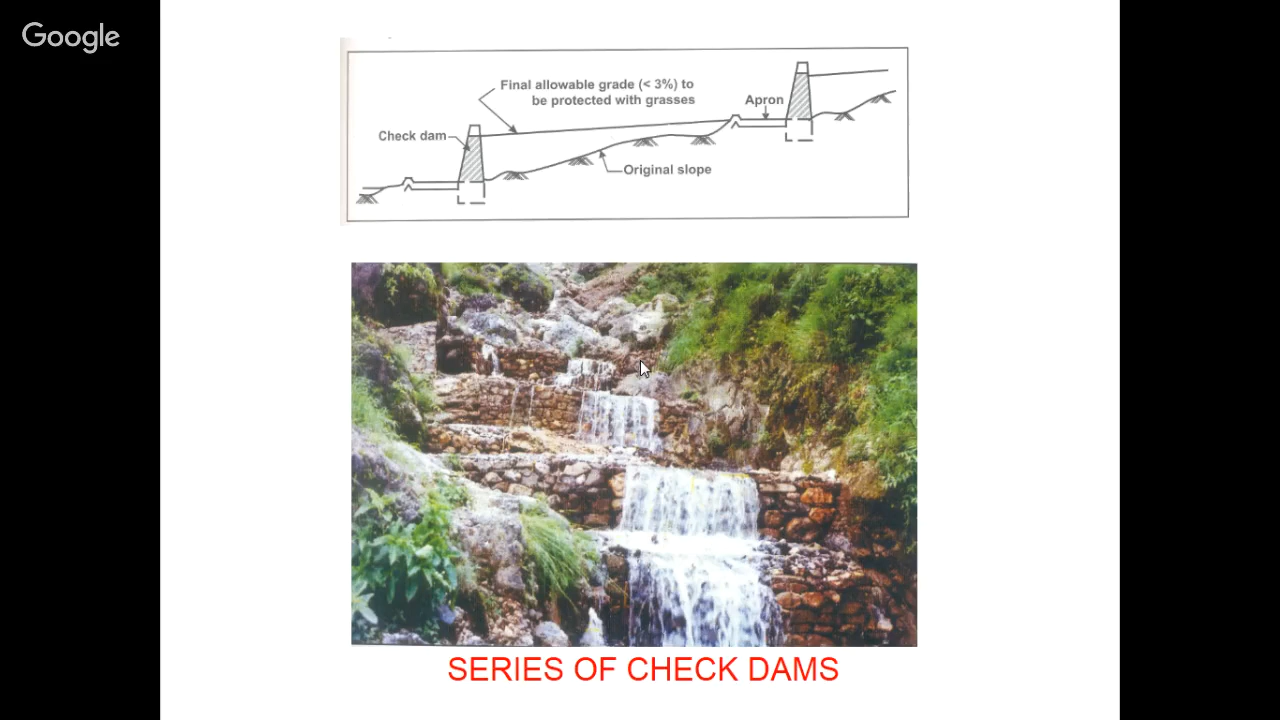 Google
Final allowable grade (< 3%) to
be protected with grasses
Apron
Check dam
Original slope
SERIES OF CHECK DAMS